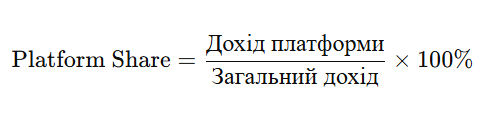 Platform Share = Дохід платформи / Загальний дохід × 100%